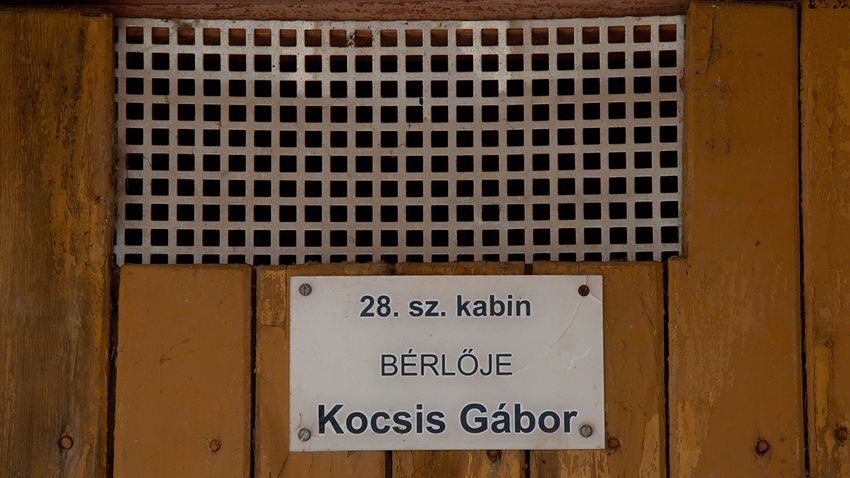 28. sz. kabin
BÉRLŐJE
Kocsis Gábor